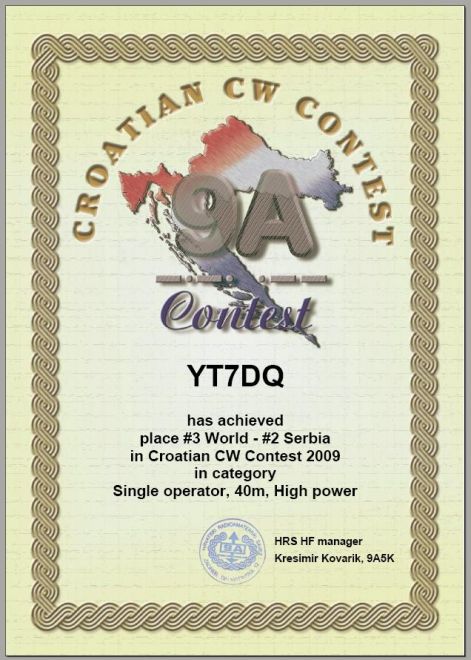 CROATIAN CW CONTEST
9A
Contest
YT7DQ
has achieved
place #3 World - #2 Serbia
in Croatian CW Contest 2009
in category
Single operator, 40m, High power
9A
HRS HF manager
Kresimir Kovarik, 9A5K